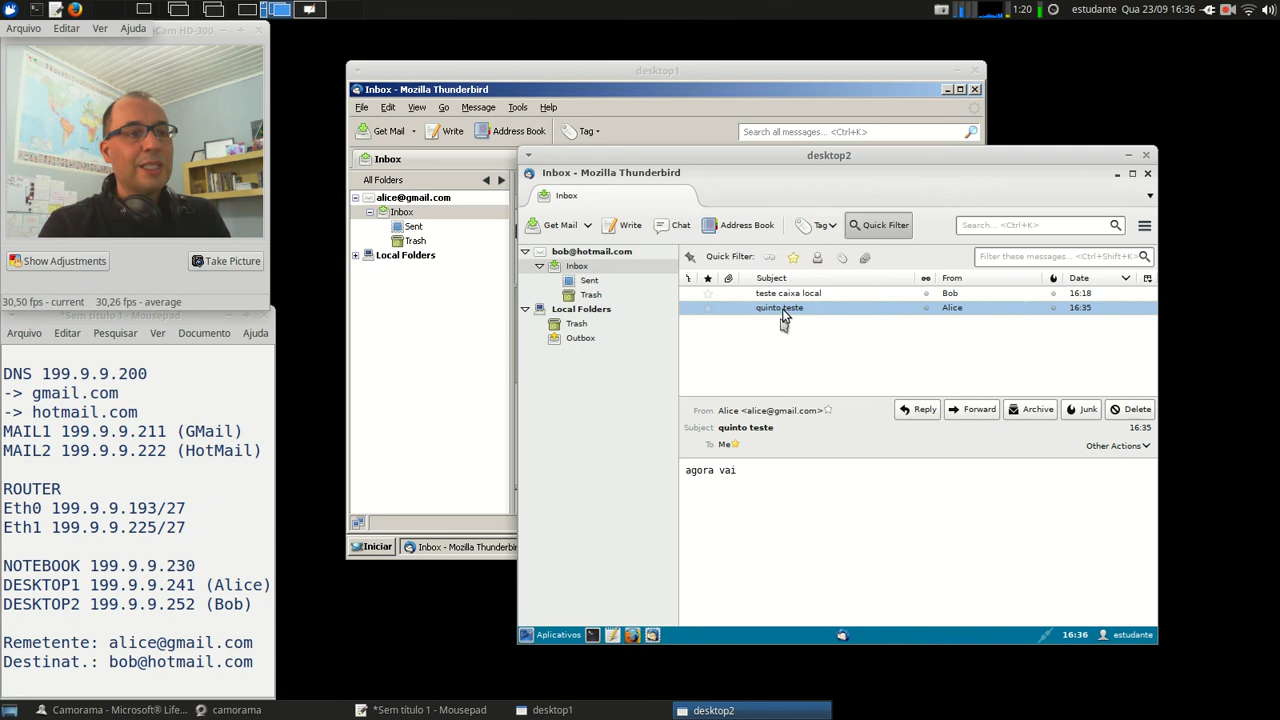 1:20 estudante Qua 23/09 16:36
Arquivo Editar Ver Ajuda
Cam HD-300
Show Adjustments
Take Picture
30,50 fps - current 30,26 fps - average
*Sem título 1 - Mousepad
Arquivo Editar Pesquisar Ver Documento Ajuda
DNS 199.9.9.200
-> gmail.com
-> hotmail.com
MAIL1 199.9.9.211 (GMail)
MAIL2 199.9.9.222 (HotMail)
ROUTER
Eth0 199.9.9.193/27
Eth1 199.9.9.225/27
NOTEBOOK 199.9.9.230
DESKTOP1 199.9.9.241 (Alice)
DESKTOP2 199.9.9.252 (Bob)
Remetente: alice@gmail.com
Destinat.: bob@hotmail.com
desktop1
Inbox - Mozilla Thunderbird
File Edit View Go Message Tools Help
Get Mail Write Address Book Tag
Search all messages... <Ctrl+K>
Inbox
All Folders
alice@gmail.com
Inbox
Sent
Trash
Local Folders
Iniciar
Inbox - Mozilla Thunderbir
desktop2
Inbox - Mozilla Thunderbird
Inbox
Get Mail Write Chat Address Book Tag Quick Filter
Search... <Ctrl+K>
bob@hotmail.com
Inbox
Sent
Trash
Local Folders
Trash
Outbox
Quick Filter:
Filter these messages... <Ctrl+Shift+K>
Subject From Date
teste caixa local Bob 16:18
quinto teste Alice 16:35
From Alice <alice@gmail.com>
Reply Forward Archive Junk Delete
Subject quinto teste 16:35
To Me
Other Actions
agora vai
Aplicativos
16:36 estudante
Camorama - Microsoft® Life...
camorama
*Sem título 1 - Mousepad
desktop1
desktop2